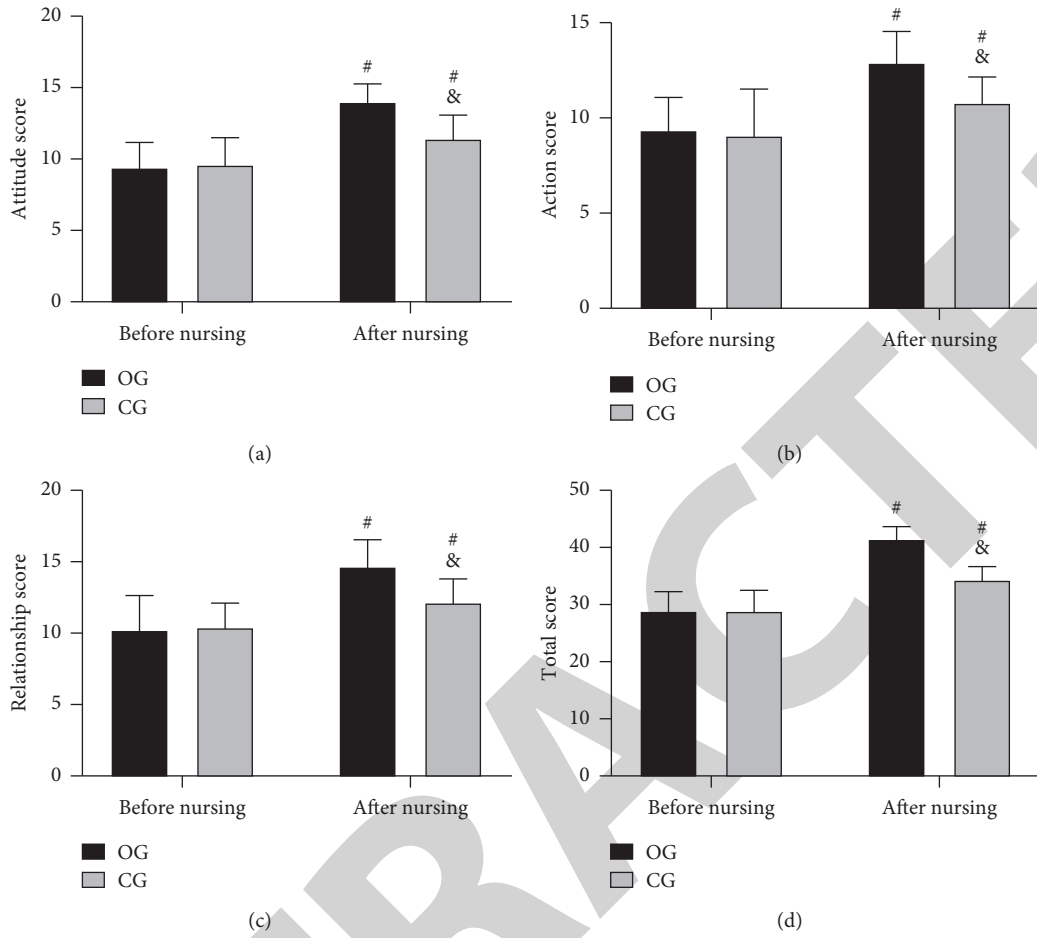 20
15
10
5
0
Attitude score
#
#
&
Before nursing
After nursing
OG
CG
(a)
15
10
5
0
Action score
#
#
&
Before nursing
After nursing
OG
CG
(b)
20
15
10
5
0
Relationship score
#
#
&
Before nursing
After nursing
OG
CG
(c)
50
40
30
20
10
0
Total score
#
#
&
Before nursing
After nursing
OG
CG
(d)